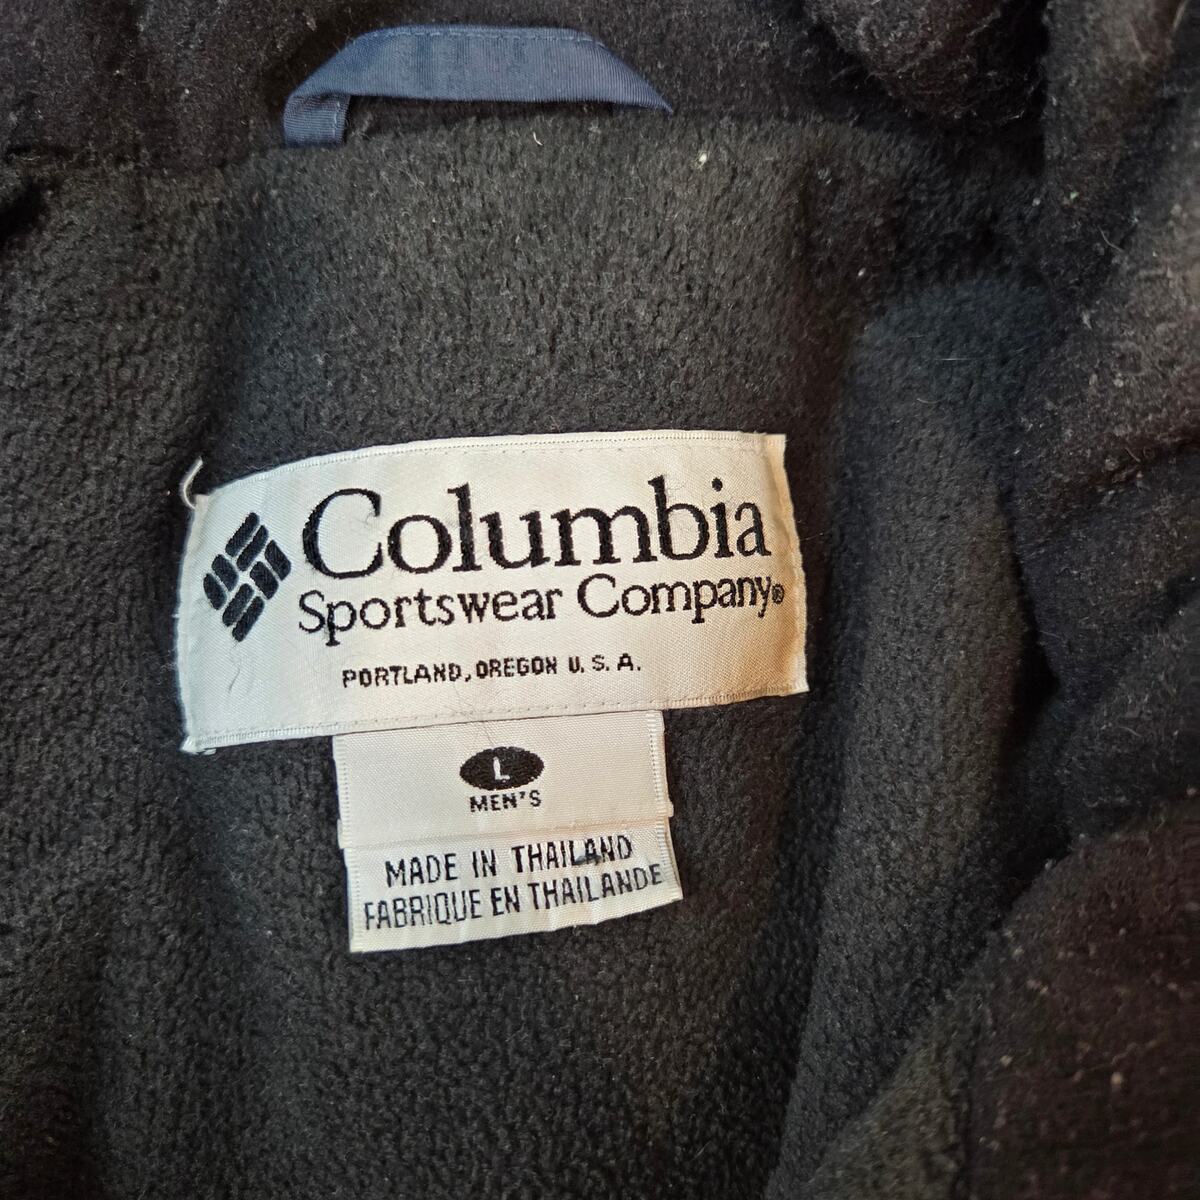 Columbia
Sportswear Company®
PORTLAND, OREGON U.S.A.
L
MEN'S
MADE IN THAILAND
FABRIQUE EN THAILANDE